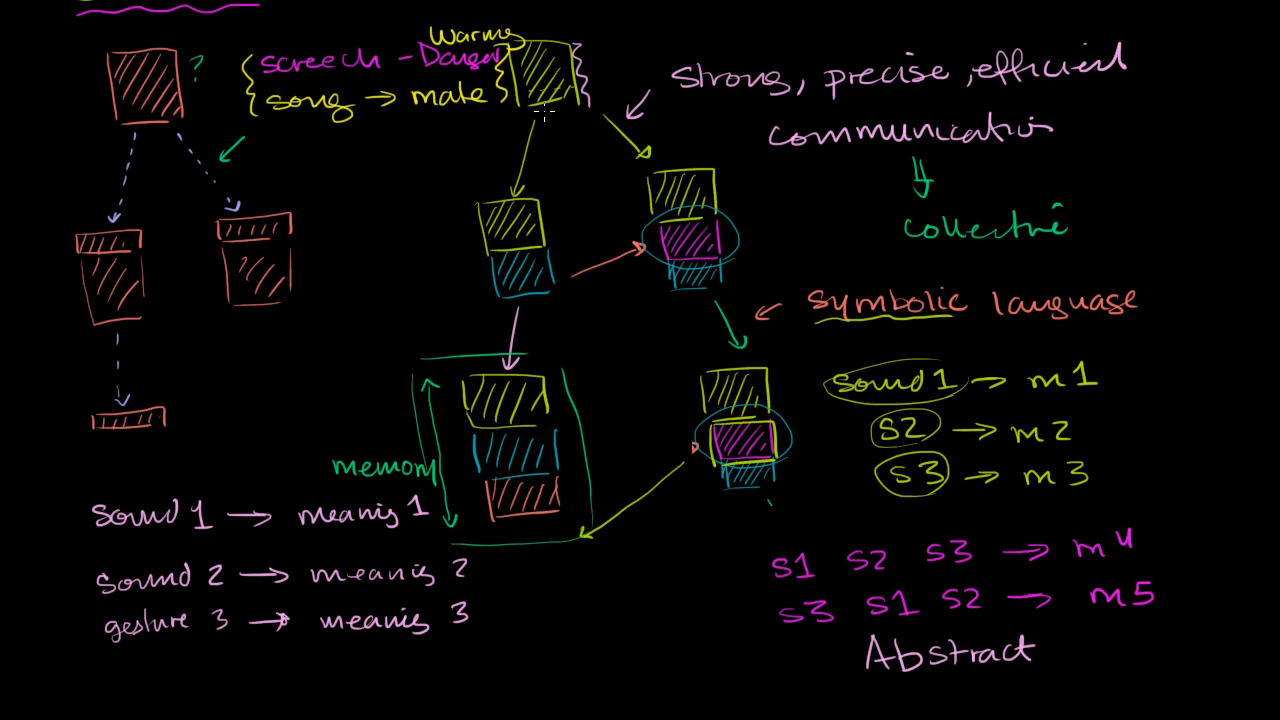 ?
Warning
screech - Danger
song → mate
strong, precise, efficient
communication
collective
symbolic language
sound 1 → m1
s2 → m2
s3 → m3
memory
sound 1 → meaning 1
sound 2 → meaning 2
gesture 3 → meaning 3
s1 s2 s3 → m4
s3 s1 s2 → m5
Abstract